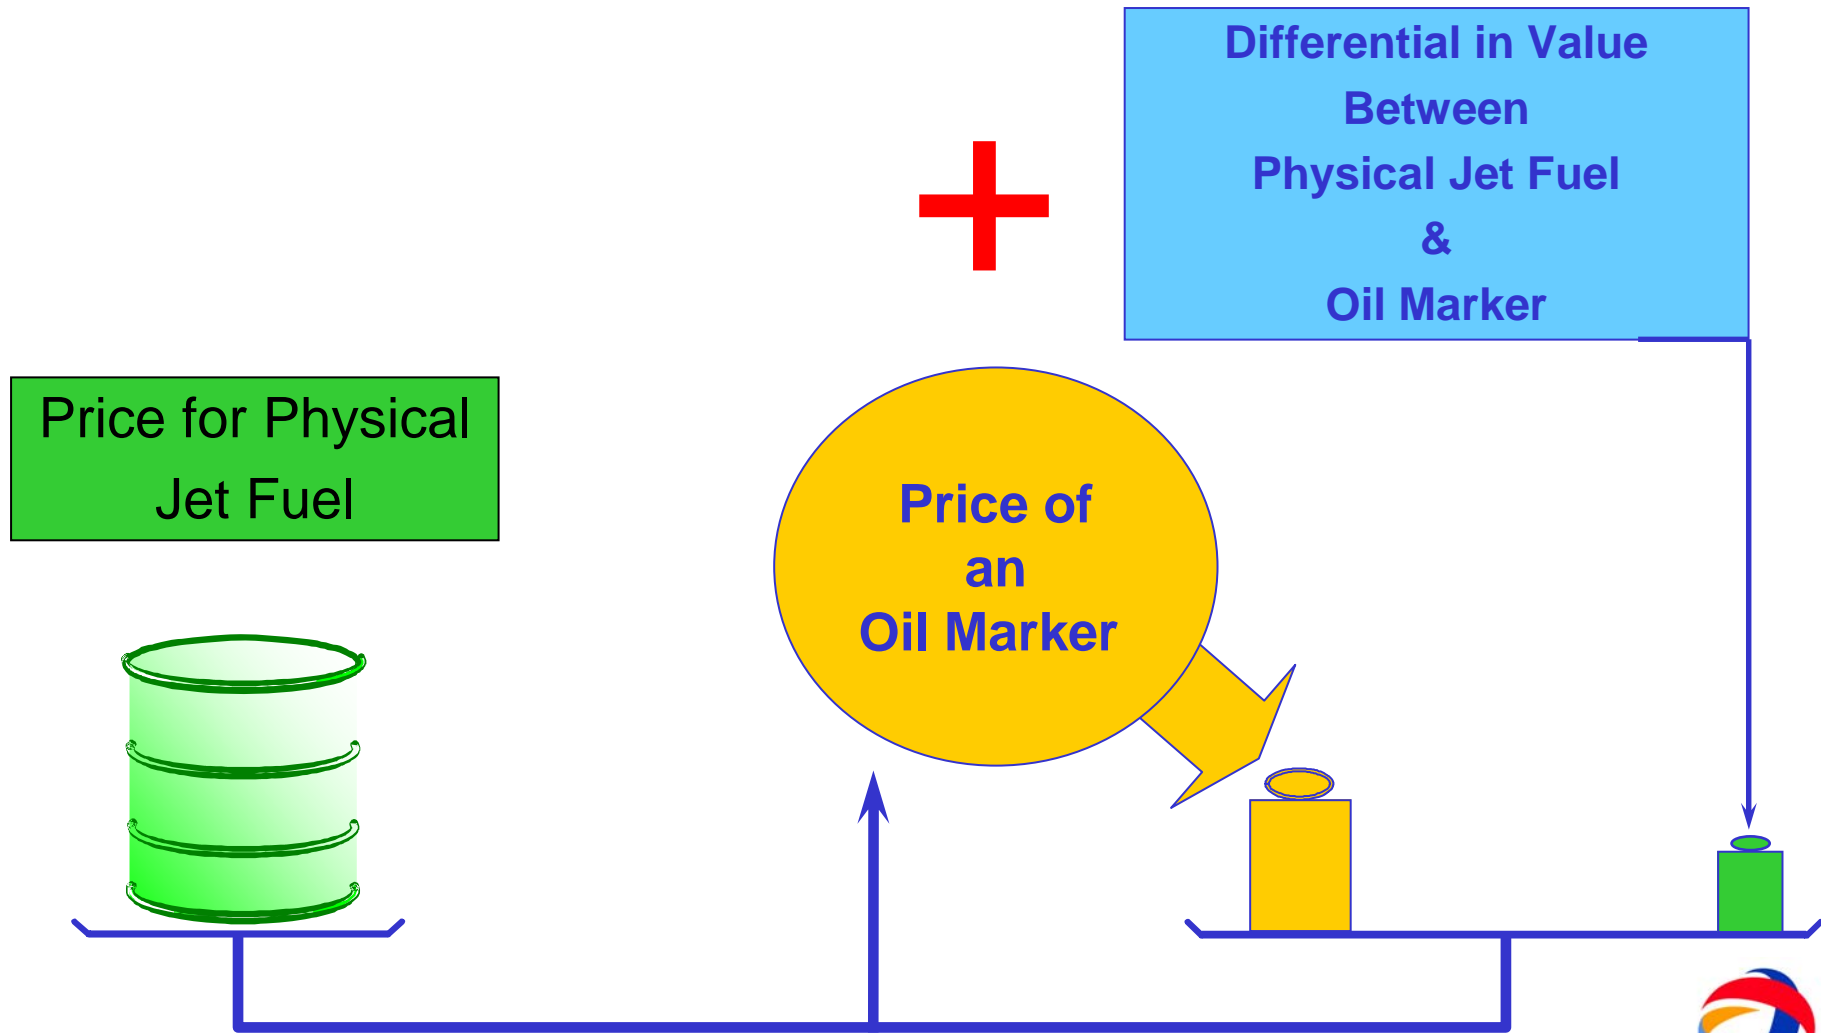 Differential in Value
Between
Physical Jet Fuel
&
Oil Marker
Price for Physical
Jet Fuel
Price of
an
Oil Marker